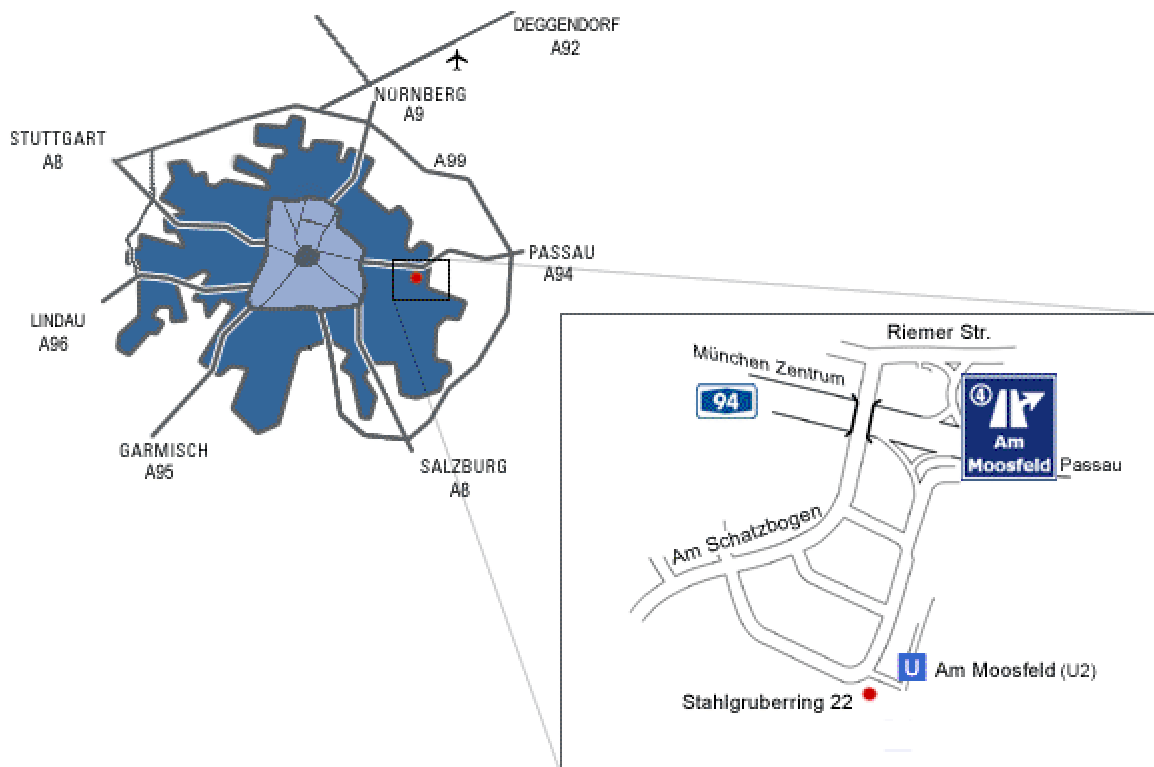 DEGGENDORF
A92
NÜRNBERG
A9
STUTTGART
A8
A99
PASSAU
A94
LINDAU
A96
GARMISCH
A95
SALZBURG
A8
Riemer Str.
München Zentrum
94
4
Am
Moosfeld
Passau
Am Schatzbogen
U
Am Moosfeld (U2)
Stahlgruberring 22